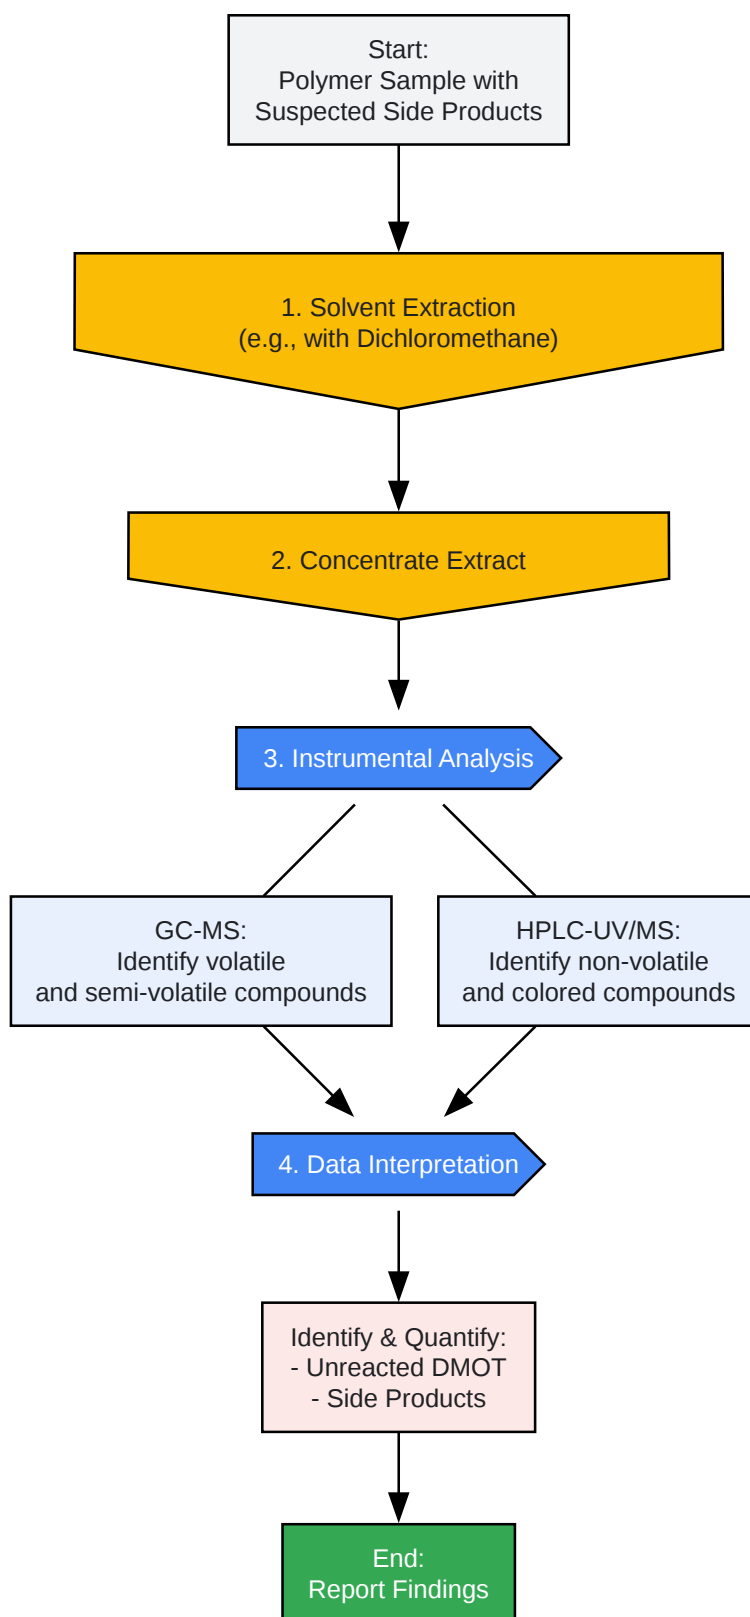 Start:
Polymer Sample with
Suspected Side Products
1. Solvent Extraction
(e.g., with Dichloromethane)
2. Concentrate Extract
3. Instrumental Analysis
GC-MS:
Identify volatile
and semi-volatile compounds
HPLC-UV/MS:
Identify non-volatile
and colored compounds
4. Data Interpretation
Identify & Quantify:
- Unreacted DMOT
- Side Products
End:
Report Findings